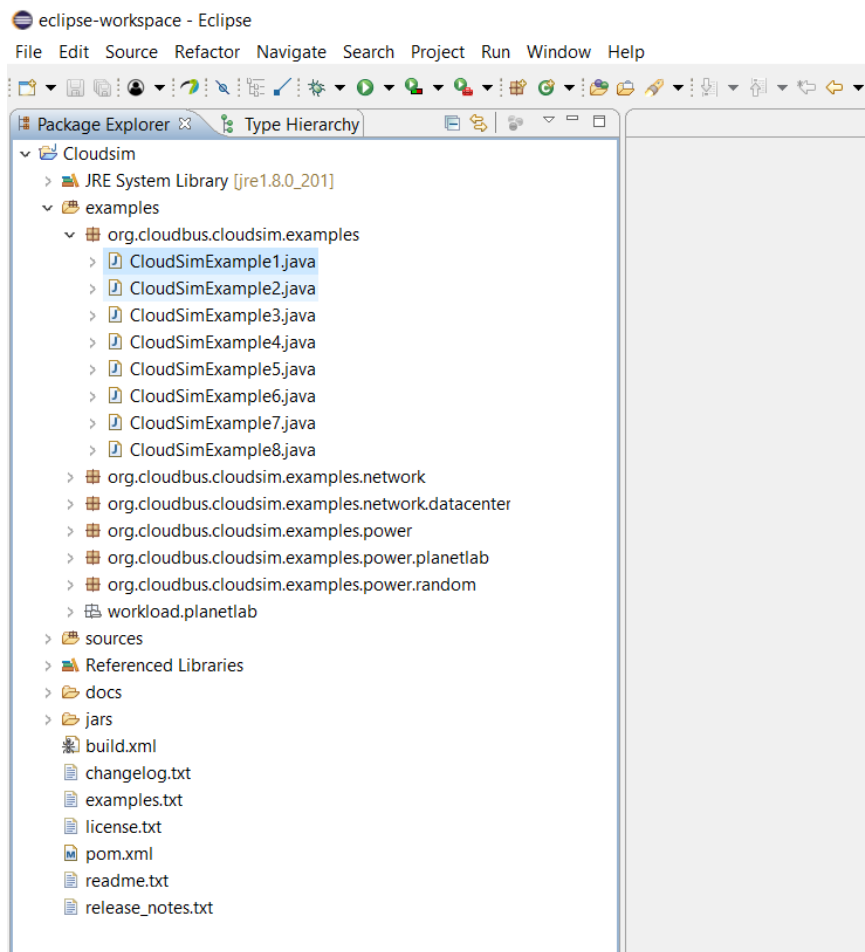 eclipse-workspace - Eclipse
File Edit Source Refactor Navigate Search Project Run Window Help
Package Explorer Type Hierarchy
Cloudsim
JRE System Library [jre1.8.0_201]
examples
org.cloudbus.cloudsim.examples
CloudSimExample1.java
CloudSimExample2.java
CloudSimExample3.java
CloudSimExample4.java
CloudSimExample5.java
CloudSimExample6.java
CloudSimExample7.java
CloudSimExample8.java
org.cloudbus.cloudsim.examples.network
org.cloudbus.cloudsim.examples.network.datacenter
org.cloudbus.cloudsim.examples.power
org.cloudbus.cloudsim.examples.power.planetlab
org.cloudbus.cloudsim.examples.power.random
workload.planetlab
sources
Referenced Libraries
docs
jars
build.xml
changelog.txt
examples.txt
license.txt
pom.xml
readme.txt
release_notes.txt